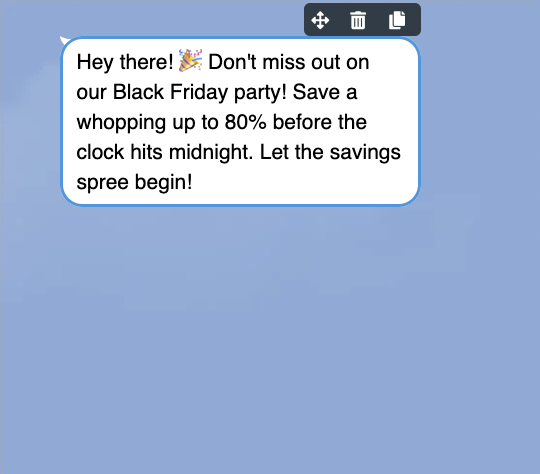 Hey there! 🎉 Don't miss out on
our Black Friday party! Save a
whopping up to 80% before the
clock hits midnight. Let the savings
spree begin!